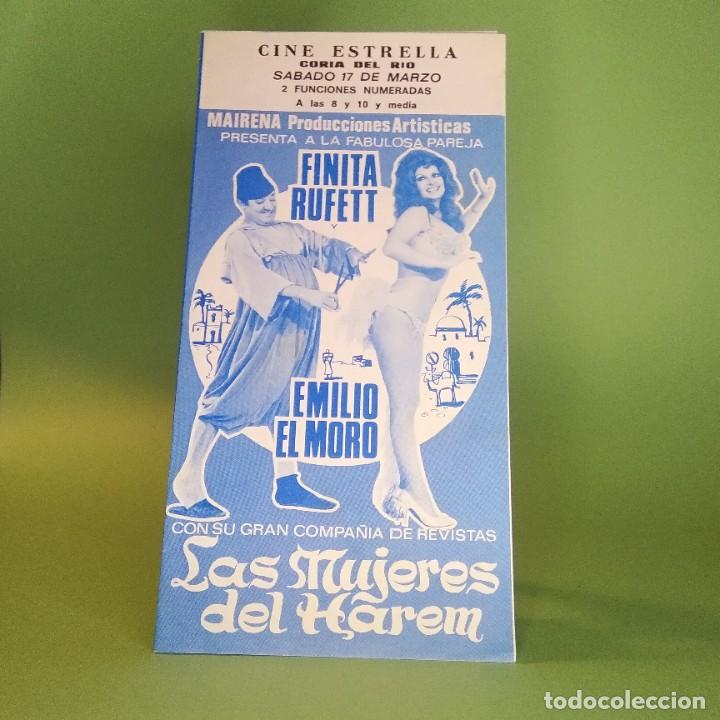 CINE ESTRELLA
CORIA DEL RIO
SABADO 17 DE MARZO
2 FUNCIONES NUMERADAS
A las 8 y 10 y media
MAIRENA Producciones Artisticas
PRESENTA A LA FABULOSA PAREJA
FINITA
RUFETT
Y
EMILIO
EL MORO
CON SU GRAN COMPAÑIA DE REVISTAS
Las Mujeres
del Harem
todocoleccion